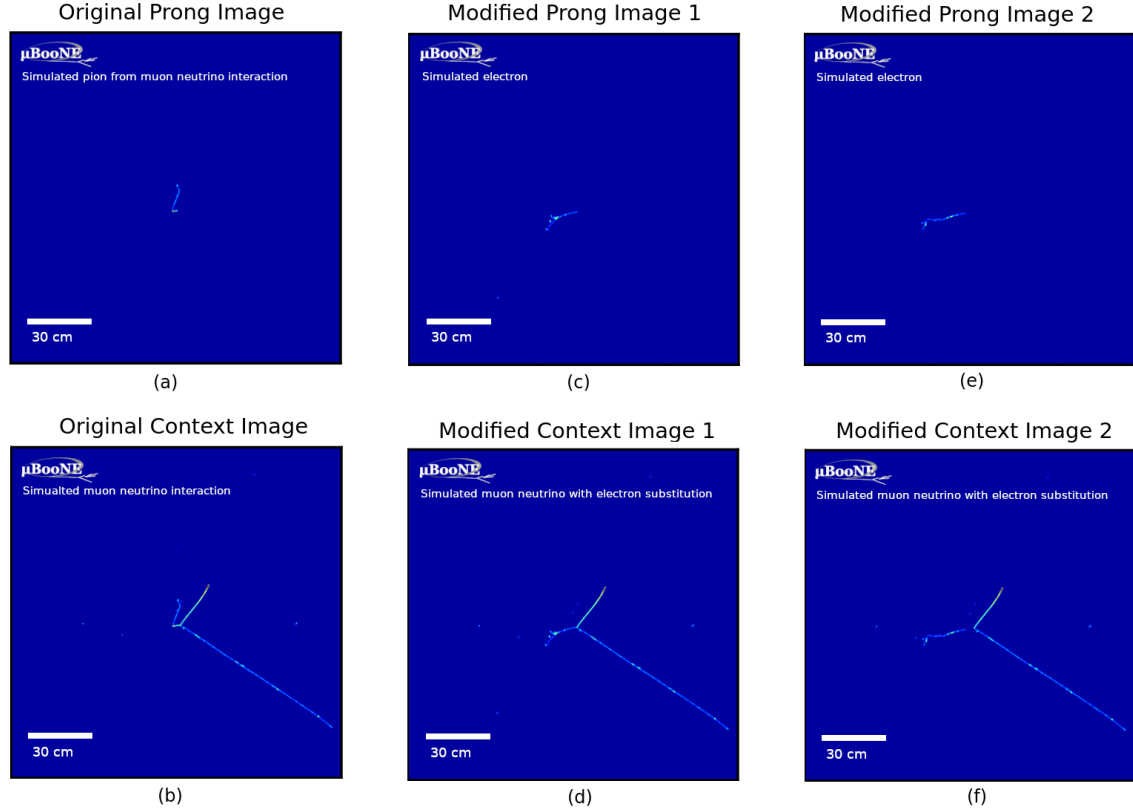 Original Prong Image
Modified Prong Image 1
Modified Prong Image 2
μBooNE
Simulated pion from muon neutrino interaction
30 cm
μBooNE
Simulated electron
30 cm
μBooNE
Simulated electron
30 cm
(a)
(c)
(e)
Original Context Image
Modified Context Image 1
Modified Context Image 2
μBooNE
Simualted muon neutrino interaction
30 cm
μBooNE
Simulated muon neutrino with electron substitution
30 cm
μBooNE
Simulated muon neutrino with electron substitution
30 cm
(b)
(d)
(f)